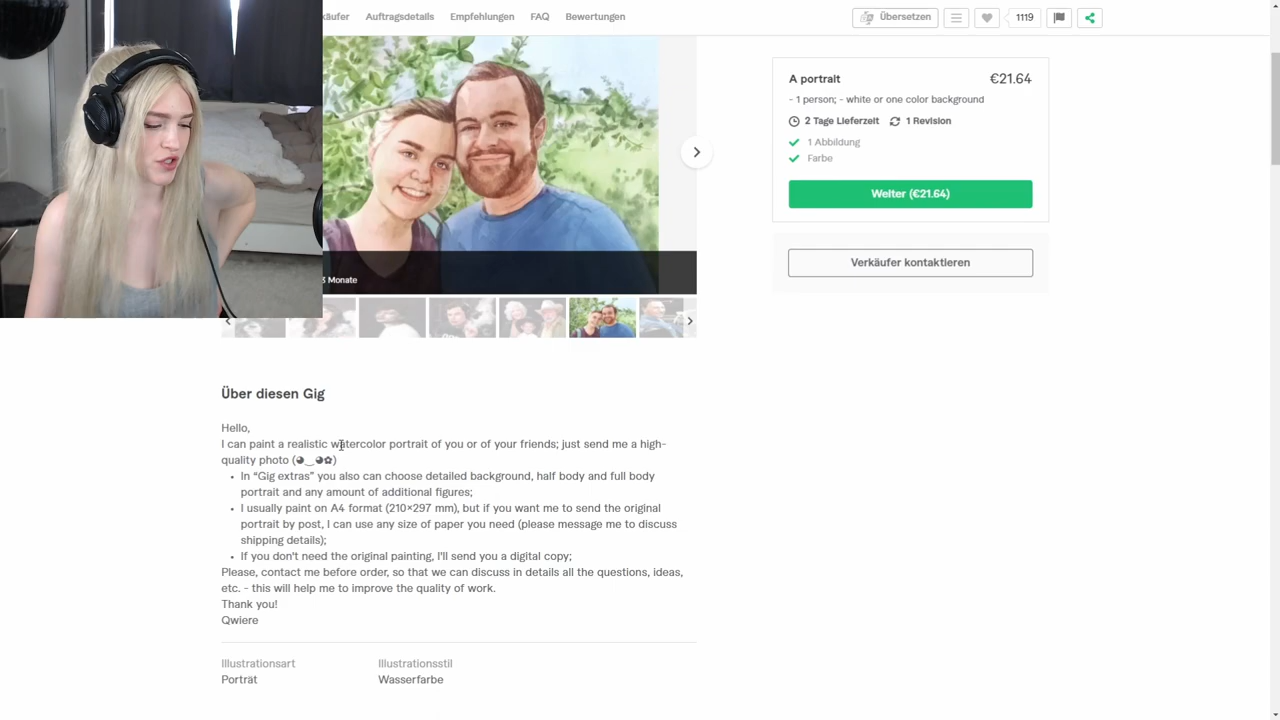 käufer
Auftragsdetails
Empfehlungen
FAQ
Bewertungen
Übersetzen
1119
A portrait
€21.64
- 1 person; - white or one color background
2 Tage Lieferzeit
1 Revision
1 Abbildung
Farbe
Weiter (€21.64)
Verkäufer kontaktieren
3 Monate
Über diesen Gig
Hello,
I can paint a realistic watercolor portrait of you or of your friends; just send me a high-
quality photo (◕‿◕✿)
• In “Gig extras” you also can choose detailed background, half body and full body
portrait and any amount of additional figures;
• I usually paint on A4 format (210×297 mm), but if you want me to send the original
portrait by post, I can use any size of paper you need (please message me to discuss
shipping details);
• If you don't need the original painting, I'll send you a digital copy;
Please, contact me before order, so that we can discuss in details all the questions, ideas,
etc. - this will help me to improve the quality of work.
Thank you!
Qwiere
Illustrationsart
Illustrationsstil
Porträt
Wasserfarbe